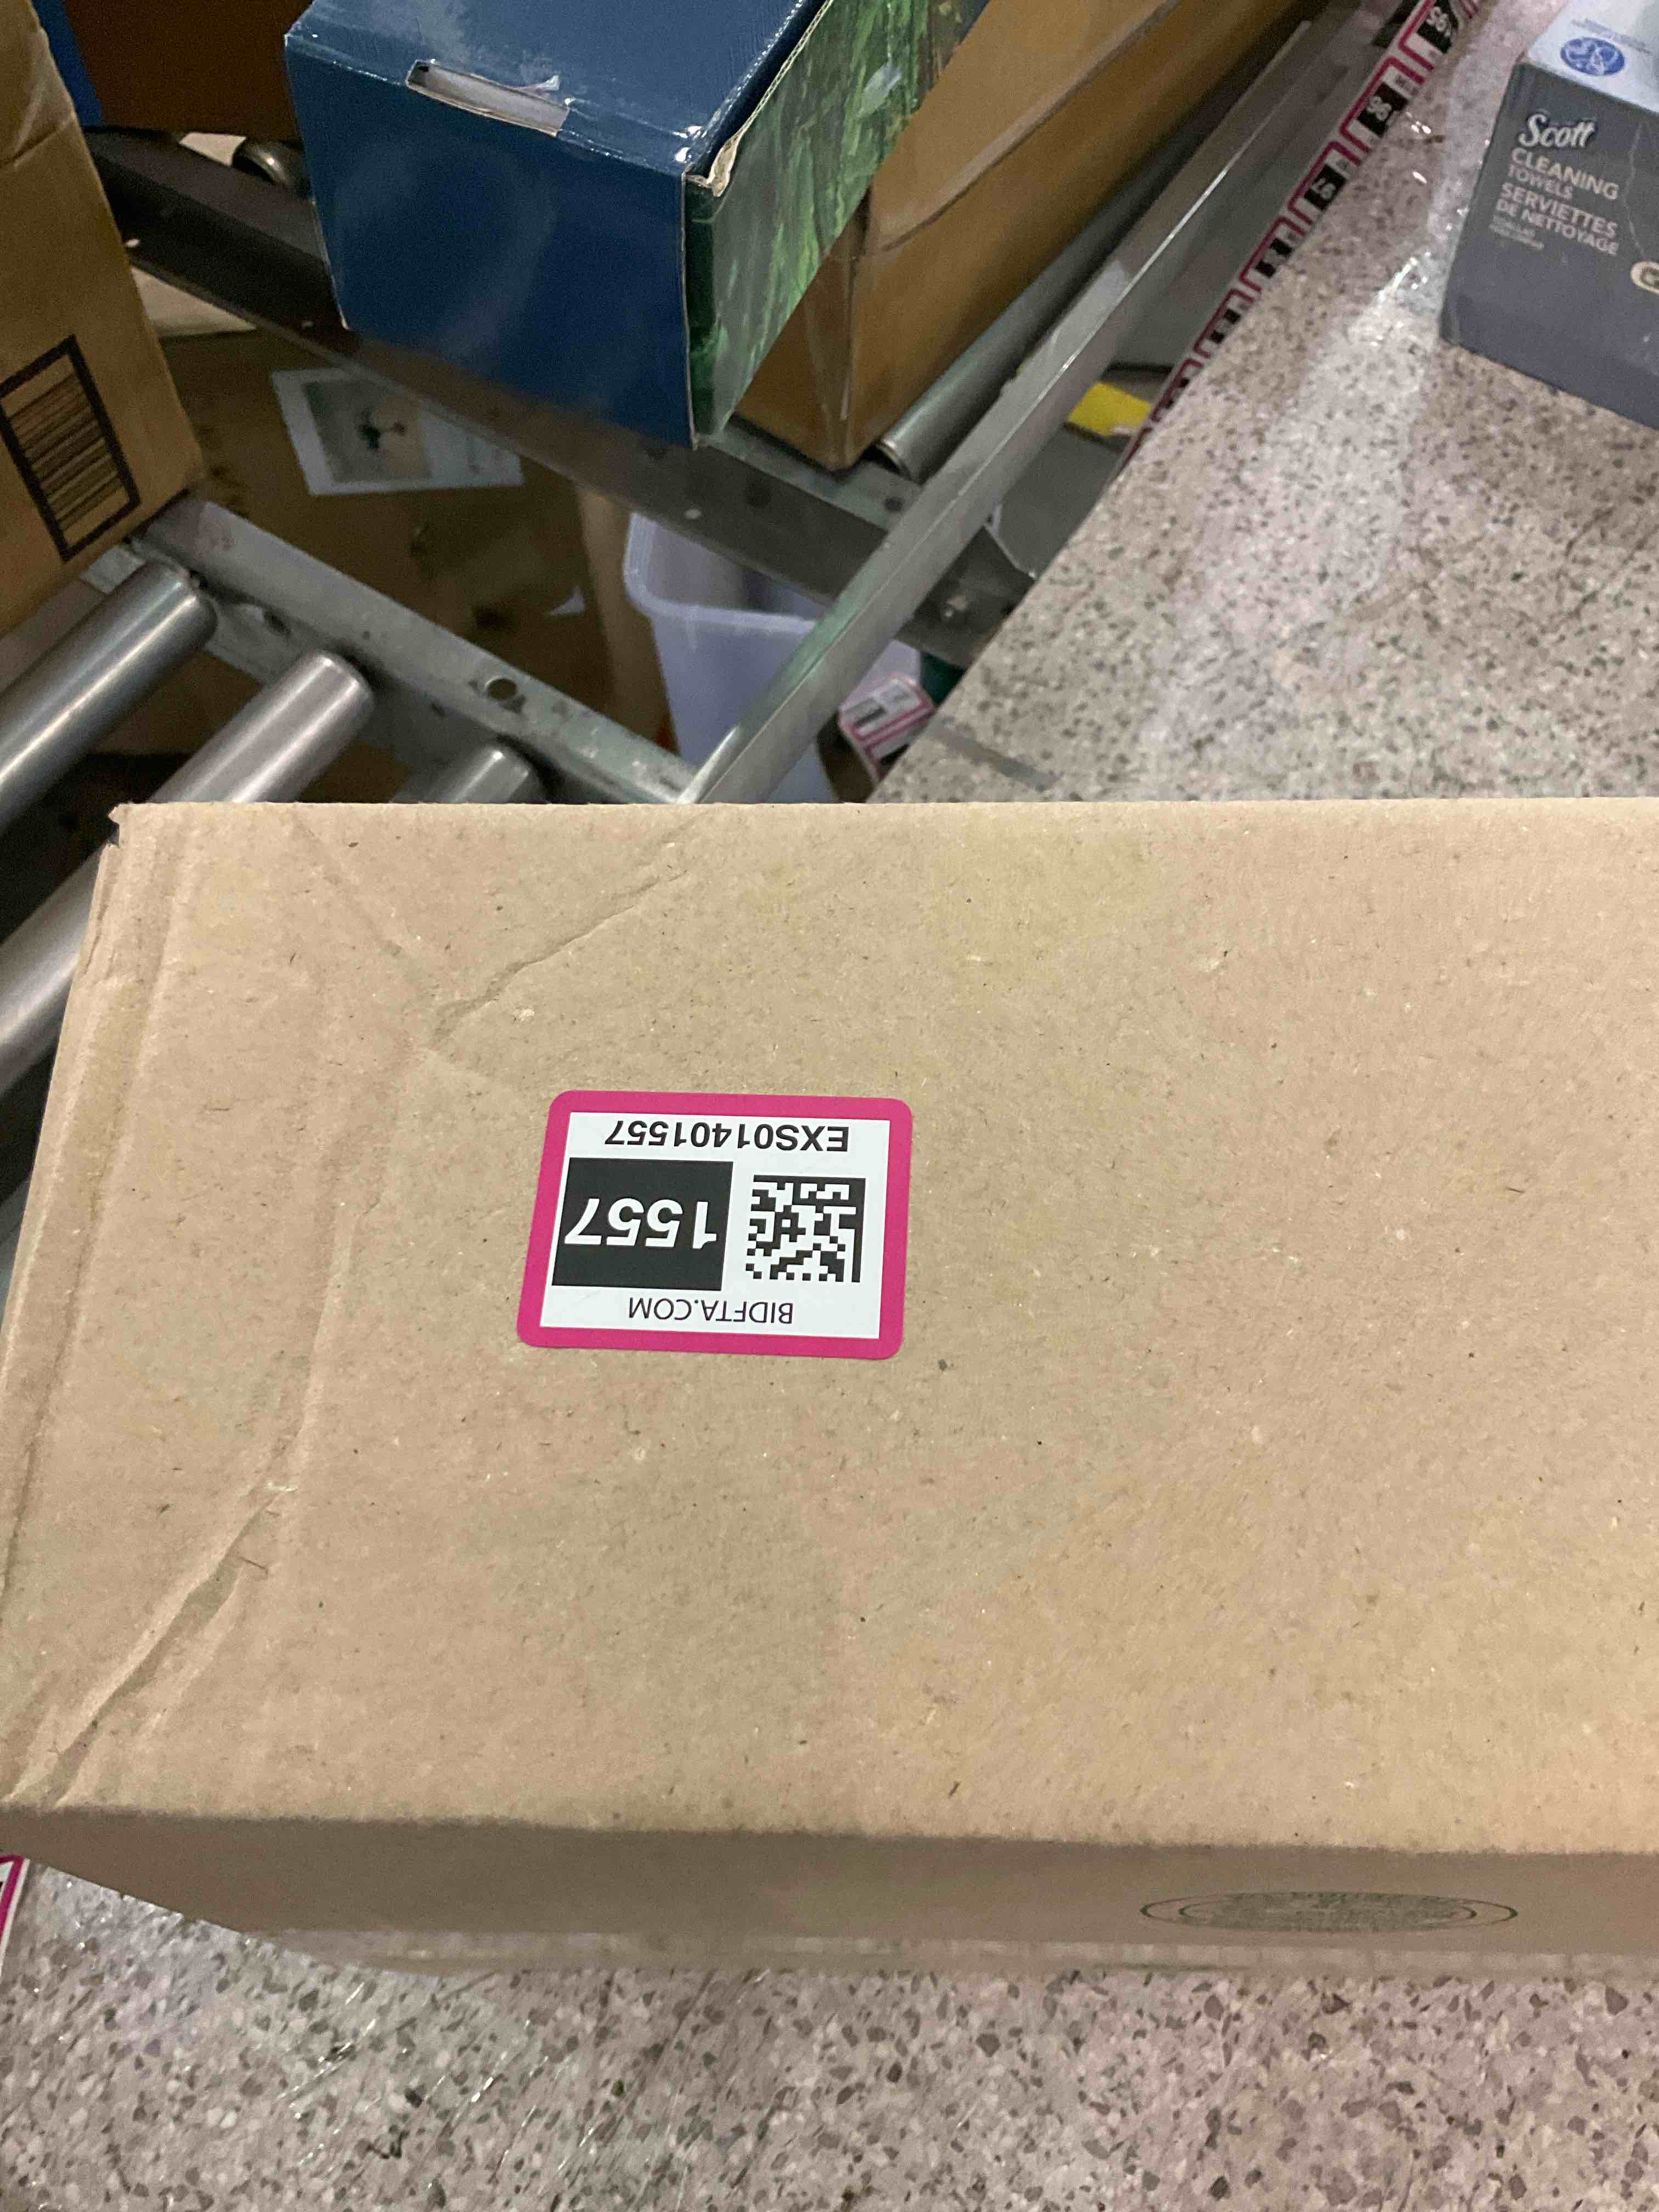 Scott
CLEANING
TOWELS
SERVIETTES
DE NETTOYAGE
BIDFTA.COM
1557
EXS01401557